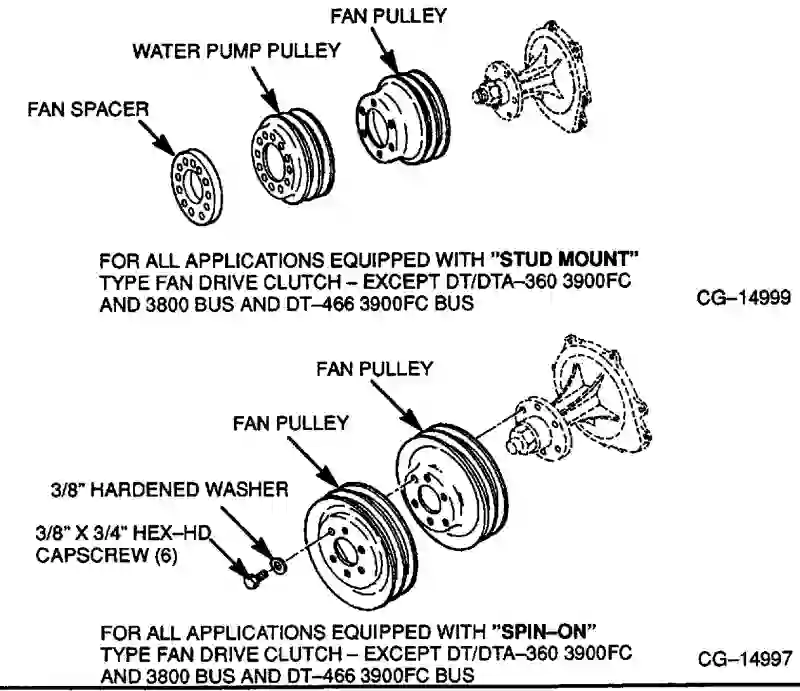 FAN PULLEY
WATER PUMP PULLEY
FAN SPACER
FOR ALL APPLICATIONS EQUIPPED WITH "STUD MOUNT"
TYPE FAN DRIVE CLUTCH – EXCEPT DT/DTA–360 3900FC
AND 3800 BUS AND DT–466 3900FC BUS
CG–14999
FAN PULLEY
FAN PULLEY
3/8" HARDENED WASHER
3/8" X 3/4" HEX–HD
CAPSCREW (6)
FOR ALL APPLICATIONS EQUIPPED WITH "SPIN–ON"
TYPE FAN DRIVE CLUTCH – EXCEPT DT/DTA–360 3900FC
AND 3800 BUS AND DT–466 3900FC BUS
CG–14997